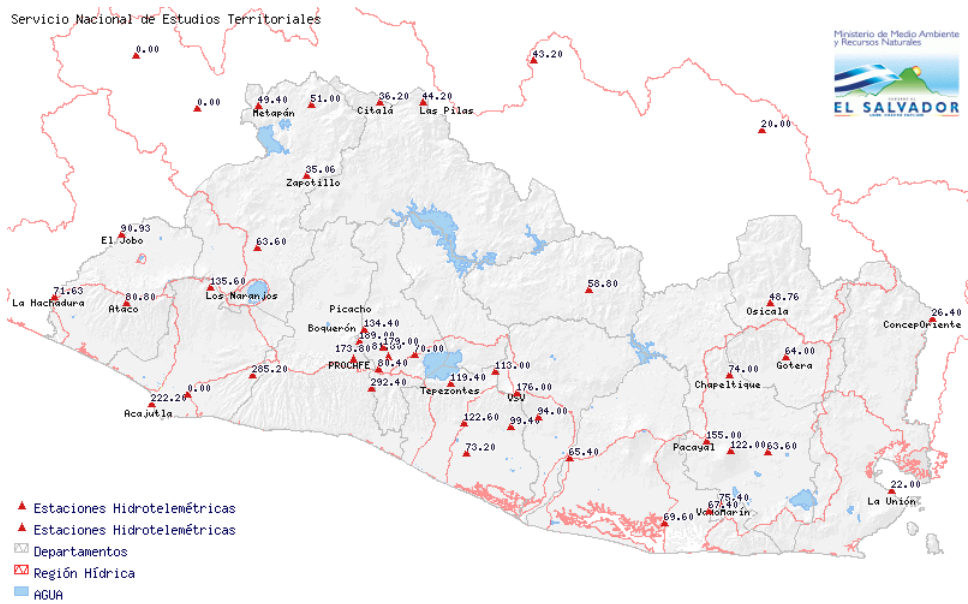 Servicio Nacional de Estudios Territoriales
Ministerio de Medio Ambiente
y Recursos Naturales
EL SALVADOR
0.00
43.20
0.00
49.40
Metapán
51.00
36.20
Citalá
44.20
Las Pilas
20.00
35.06
Zapotillo
90.93
El Jobo
63.60
135.60
Los Naranjos
71.63
La Hachadura
80.80
Ataco
58.80
48.76
Osicala
26.40
ConcepOriente
Picacho
134.40
Boquerón
189.00
179.00
173.80
PROCAFE
70.00
80.40
64.00
Gotera
74.00
Chapeltique
113.00
119.40
Tepezontes
285.20
292.40
0.00
222.20
Acajutla
176.00
VSV
122.60
99.40
94.00
73.20
65.40
155.00
Pacayal
122.00
63.60
22.00
La Unión
75.40
67.40
69.60
Estaciones Hidrotelemétricas
Estaciones Hidrotelemétricas
Departamentos
Región Hídrica
AGUA